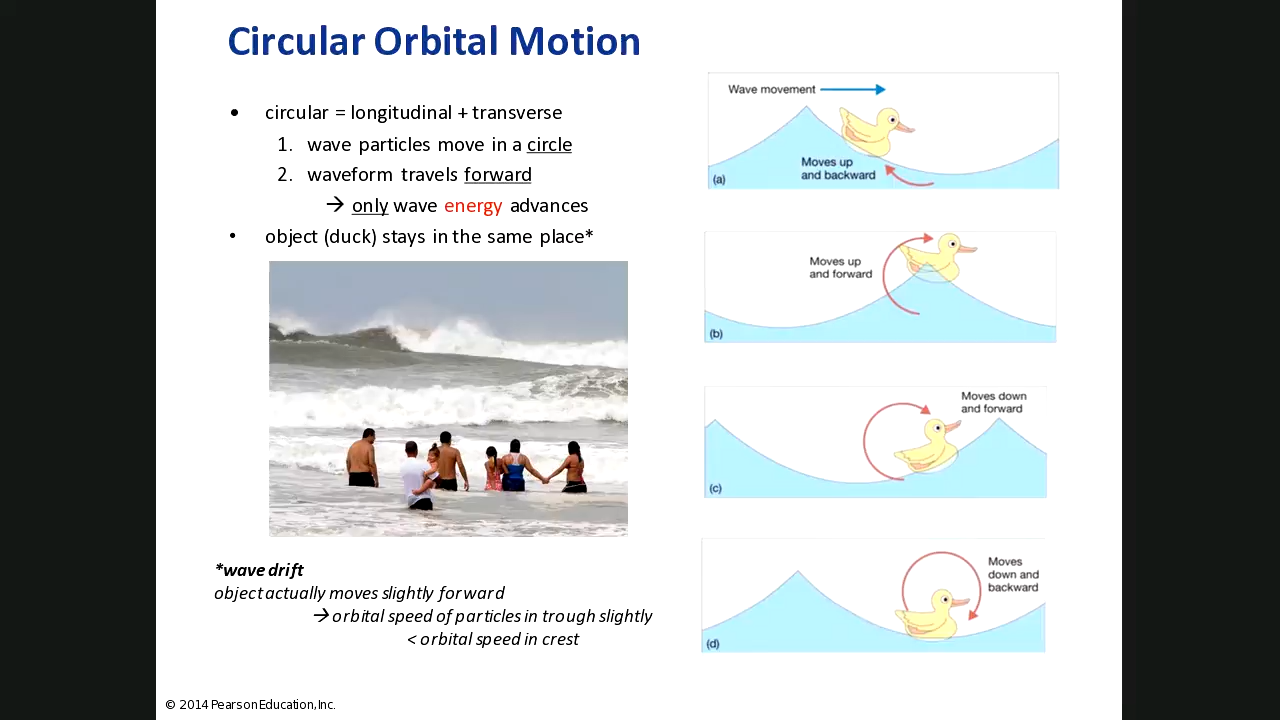 Circular Orbital Motion
• circular = longitudinal + transverse
1. wave particles move in a circle
2. waveform travels forward
→ only wave energy advances
• object (duck) stays in the same place*
*wave drift
object actually moves slightly forward
→ orbital speed of particles in trough slightly
< orbital speed in crest
© 2014 Pearson Education, Inc.
Wave movement
Moves up
and backward
(a)
Moves up
and forward
(b)
Moves down
and forward
(c)
Moves
down and
backward
(d)